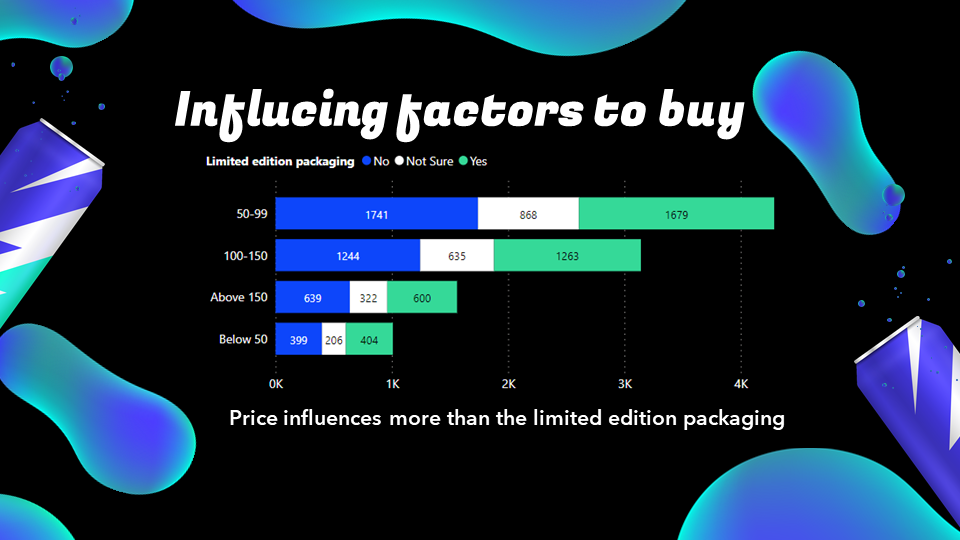 Influcing factors to buy
Limited edition packaging No Not Sure Yes
50-99 1741 868 1679
100-150 1244 635 1263
Above 150 639 322 600
Below 50 399 206 404
0K 1K 2K 3K 4K
Price influences more than the limited edition packaging